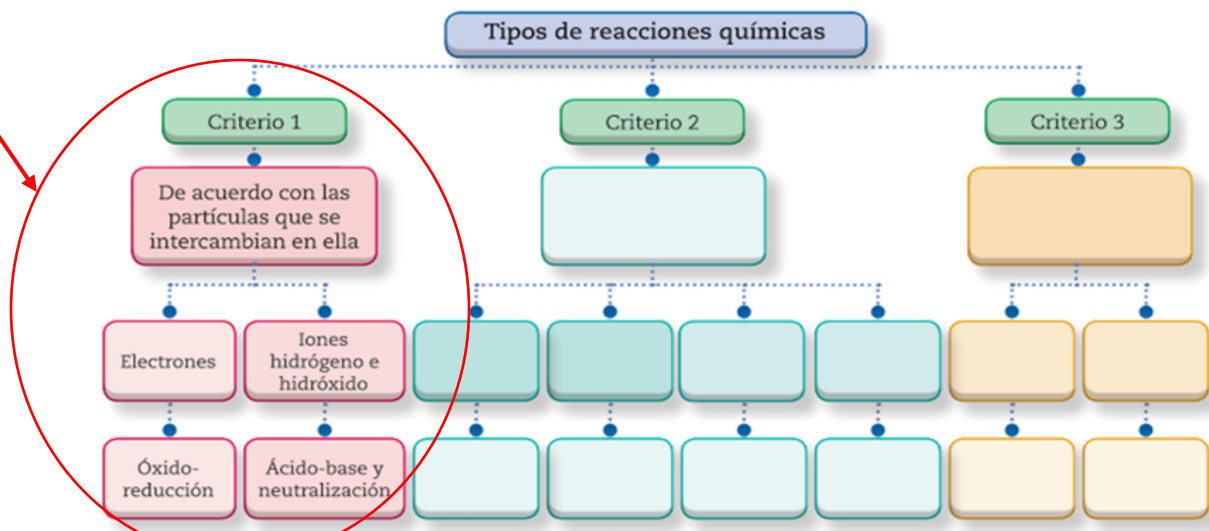 Tipos de reacciones químicas
Criterio 1
Criterio 2
Criterio 3
De acuerdo con las
partículas que se
intercambian en ella
Electrones
Iones
hidrógeno e
hidróxido
Óxido-
reducción
Ácido-base y
neutralización